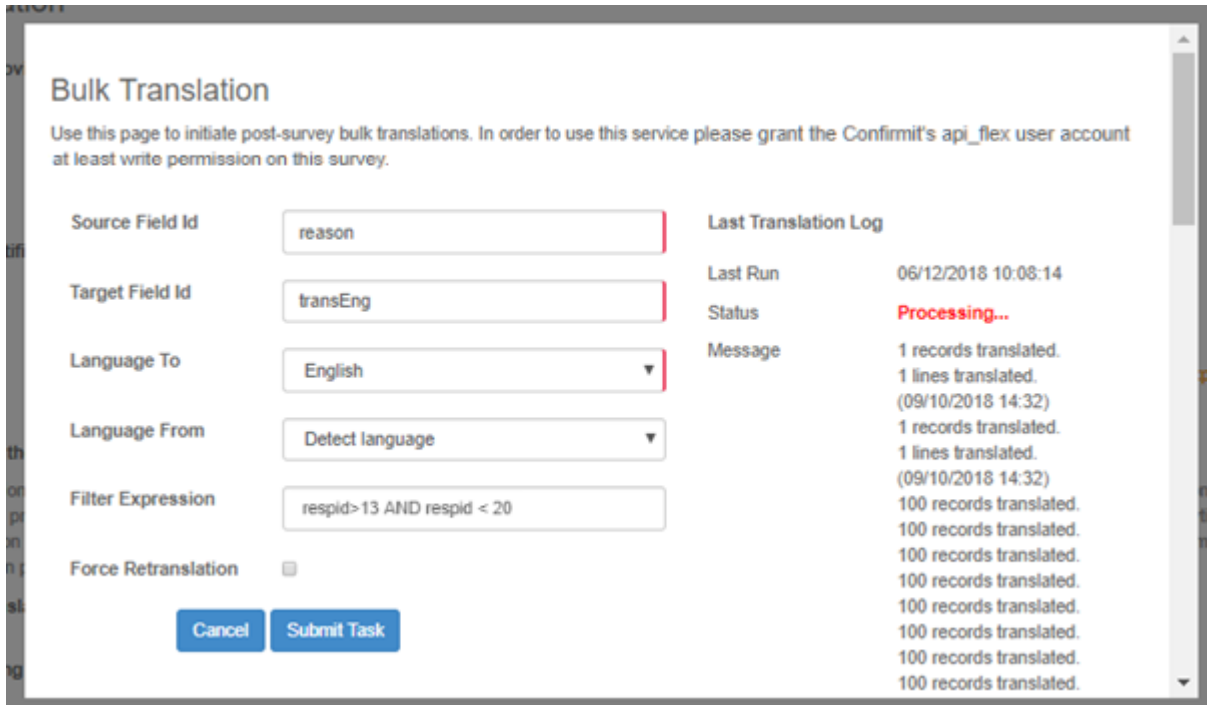 Bulk Translation
Use this page to initiate post-survey bulk translations. In order to use this service please grant the Confirmit's api_flex user account
at least write permission on this survey.
Source Field Id
reason
Target Field Id
transEng
Language To
English
Language From
Detect language
Filter Expression
respid>13 AND respid < 20
Force Retranslation
Cancel
Submit Task
Last Translation Log
Last Run
06/12/2018 10:08:14
Status
Processing...
Message
1 records translated.
1 lines translated.
(09/10/2018 14:32)
1 records translated.
1 lines translated.
(09/10/2018 14:32)
100 records translated.
100 records translated.
100 records translated.
100 records translated.
100 records translated.
100 records translated.
100 records translated.
100 records translated.